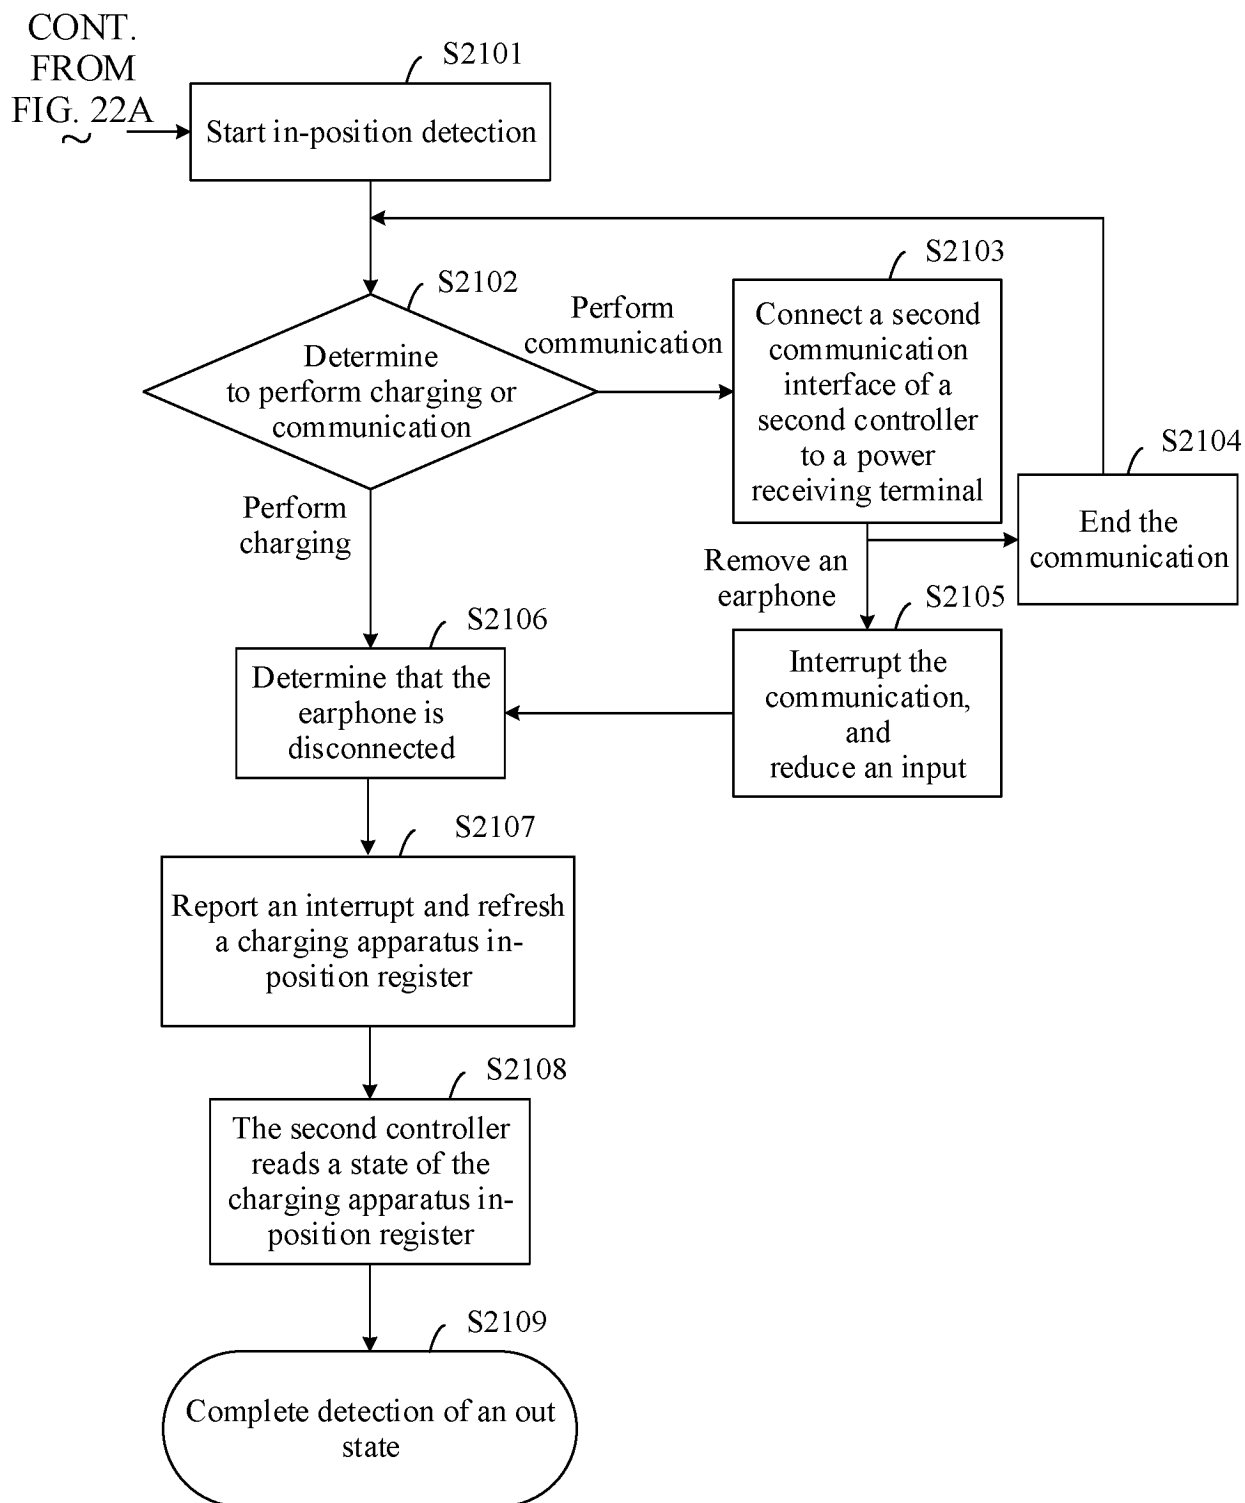 CONT.
FROM
FIG. 22A
S2101
Start in-position detection
S2102
Determine
to perform charging or
communication
Perform
communication
S2103
Connect a second
communication
interface of a
second controller
to a power
receiving terminal
S2104
End the
communication
Perform
charging
Remove an
earphone
S2105
Interrupt the
communication,
and
reduce an input
S2106
Determine that the
earphone is
disconnected
S2107
Report an interrupt and refresh
a charging apparatus in-
position register
S2108
The second controller
reads a state of the
charging apparatus in-
position register
S2109
Complete detection of an out
state